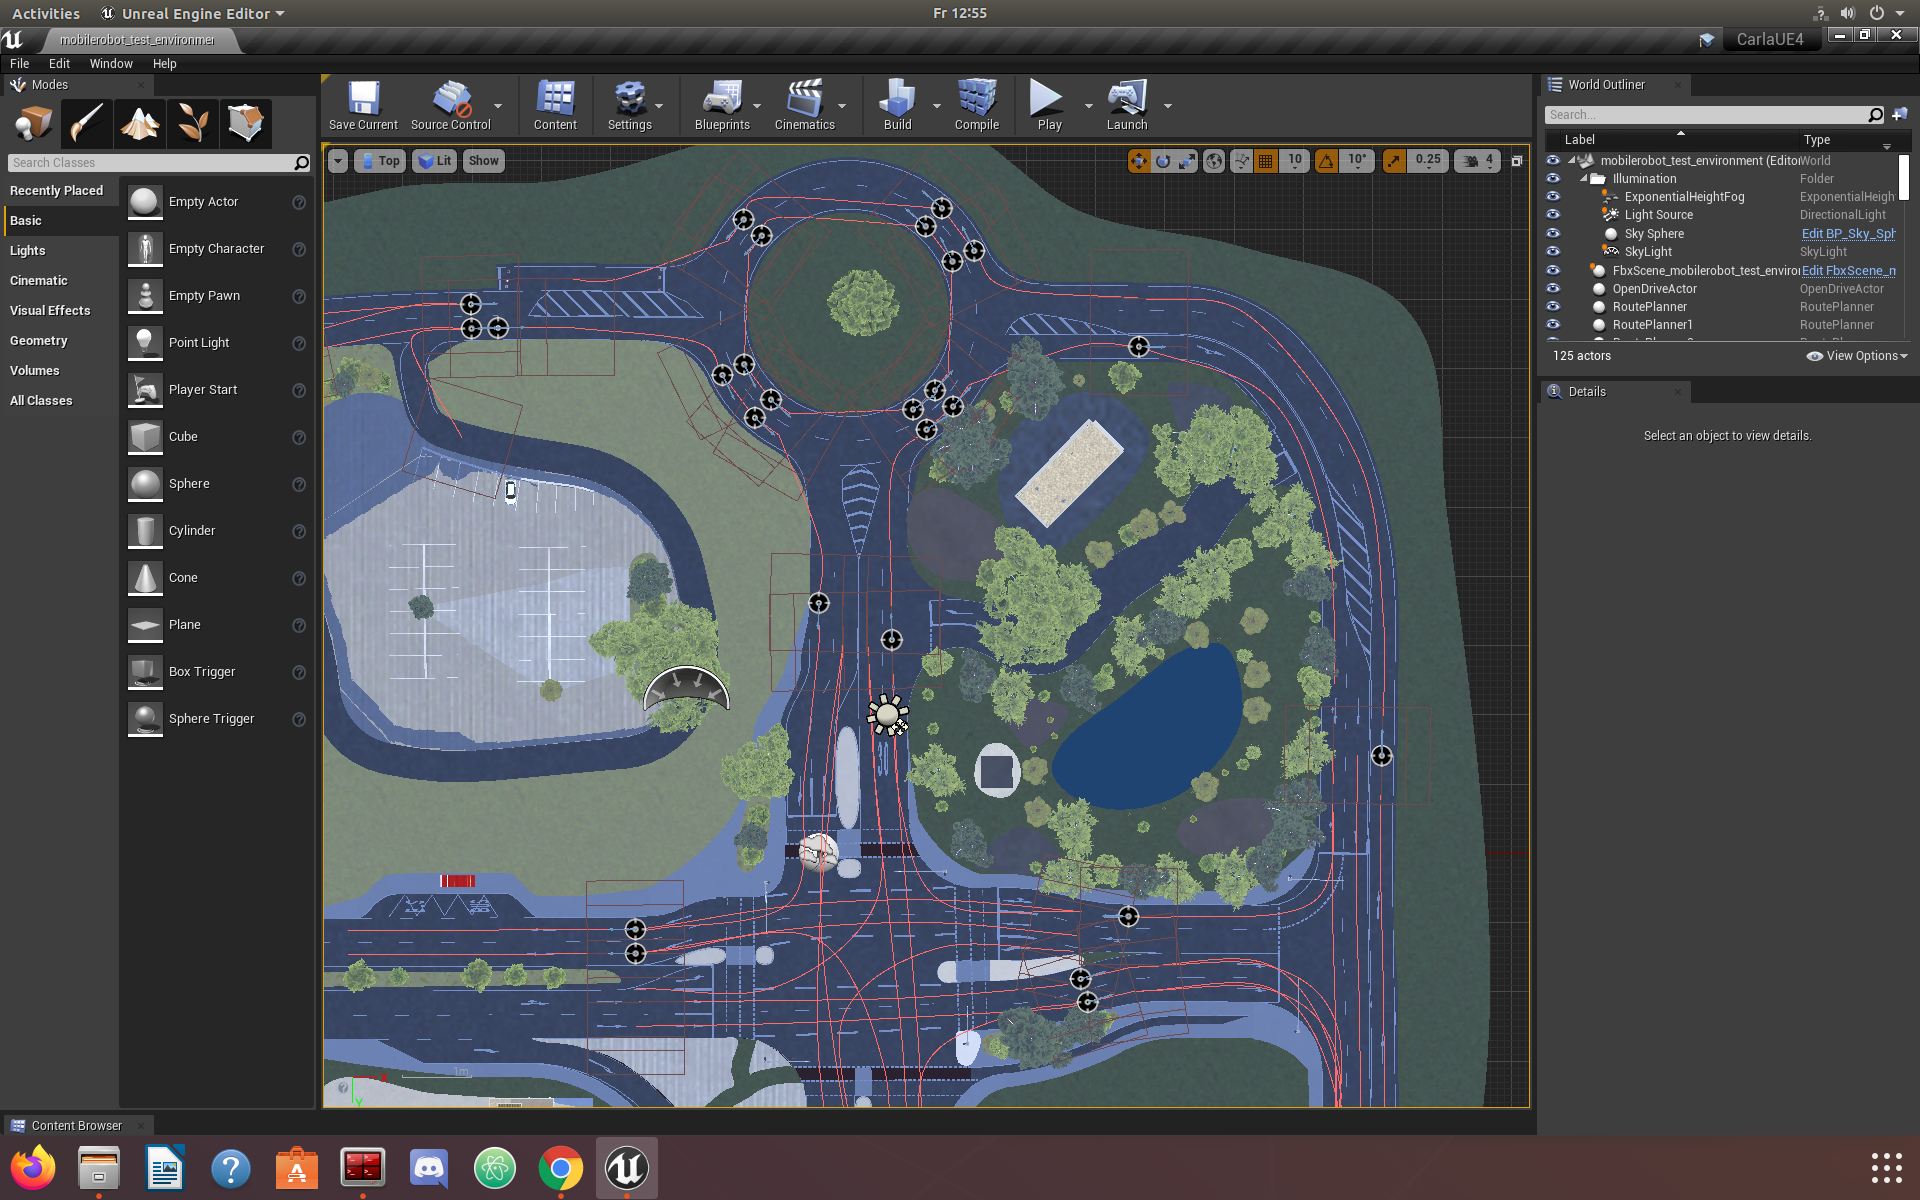 Activities
Unreal Engine Editor
Fr 12:55
mobilerobot_test_environmer
CarlaUE4
File Edit Window Help
Modes
Save Current
Source Control
Content
Settings
Blueprints
Cinematics
Build
Compile
Play
Launch
World Outliner
Search...
Label Type
Search Classes
Top
Lit
Show
10
10°
0.25
4
Recently Placed
Basic
Lights
Cinematic
Visual Effects
Geometry
Volumes
All Classes
Empty Actor
Empty Character
Empty Pawn
Point Light
Player Start
Cube
Sphere
Cylinder
Cone
Plane
Box Trigger
Sphere Trigger
mobilerobot_test_environment (Edito World
Illumination Folder
ExponentialHeightFog ExponentialHeigh
Light Source DirectionalLight
Sky Sphere Edit BP_Sky_Sph
SkyLight SkyLight
FbxScene_mobilerobot_test_enviro Edit FbxScene_m
OpenDriveActor OpenDriveActor
RoutePlanner RoutePlanner
RoutePlanner1 RoutePlanner
125 actors
View Options
Details
Select an object to view details.
1m
X
Y
Content Browser